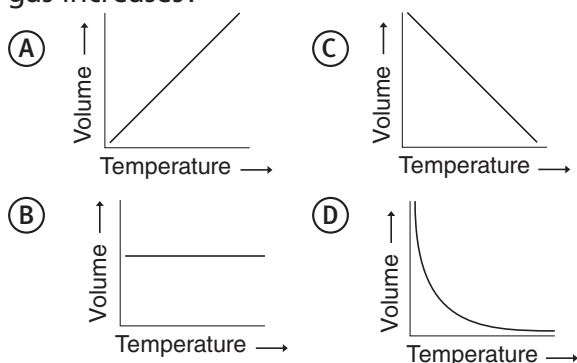 gas increases?
A
Volume →
Temperature →
C
Volume →
Temperature →
B
Volume →
Temperature →
D
Volume →
Temperature →